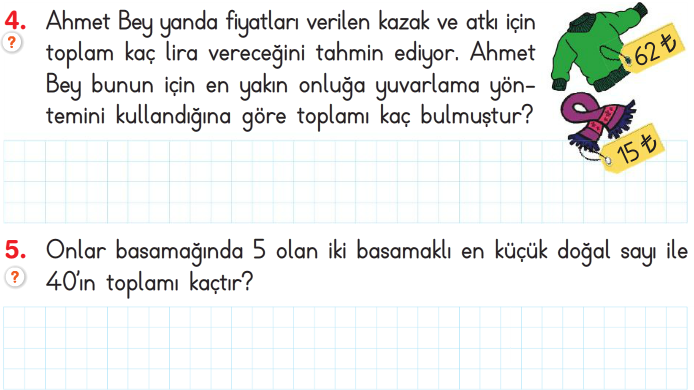 4. Ahmet Bey yanda fiyatları verilen kazak ve atkı için
toplam kaç lira vereceğini tahmin ediyor. Ahmet
Bey bunun için en yakın onluğa yuvarlama yön-
temini kullandığına göre toplamı kaç bulmuştur?
?
62 ₺
15 ₺
5. Onlar basamağında 5 olan iki basamaklı en küçük doğal sayı ile
40'ın toplamı kaçtır?
?